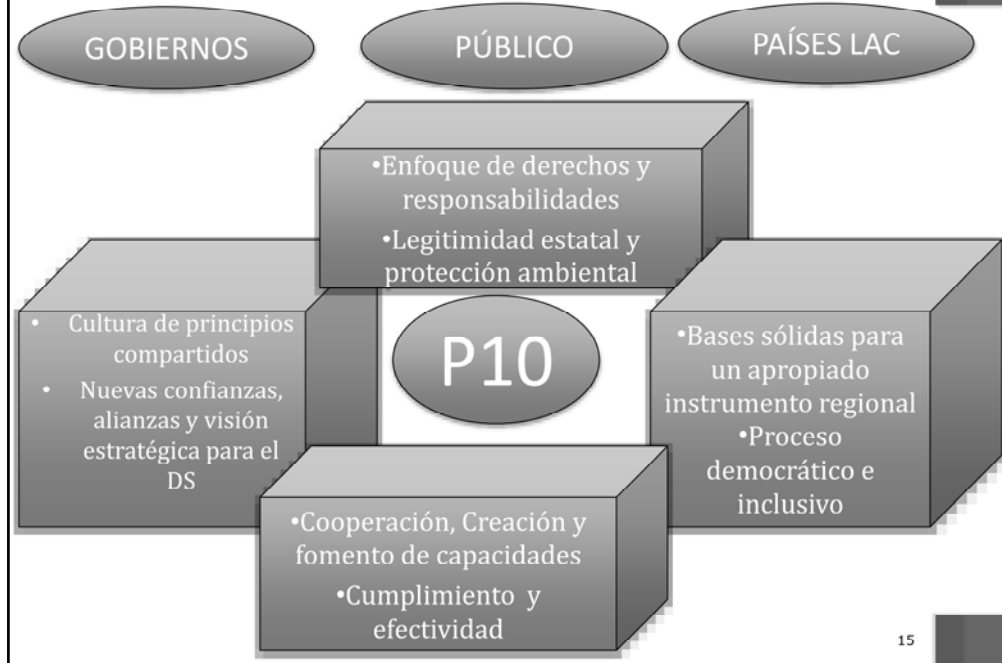 GOBIERNOS
PÚBLICO
PAÍSES LAC
•Enfoque de derechos y
responsabilidades
•Legitimidad estatal y
protección ambiental
• Cultura de principios
compartidos
• Nuevas confianzas,
alianzas y visión
estratégica para el
DS
P10
•Bases sólidas para
un apropiado
instrumento regional
•Proceso
democrático e
inclusivo
•Cooperación, Creación y
fomento de capacidades
•Cumplimiento y
efectividad
15